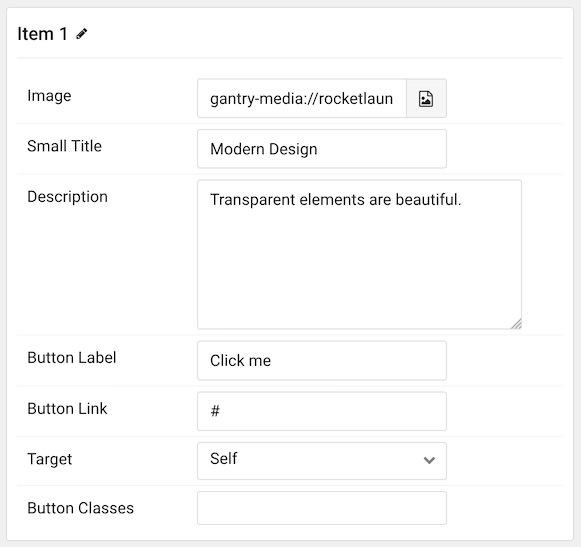 Item 1
Image
gantry-media://rocketlaun
Small Title
Modern Design
Description
Transparent elements are beautiful.
Button Label
Click me
Button Link
#
Target
Self
Button Classes